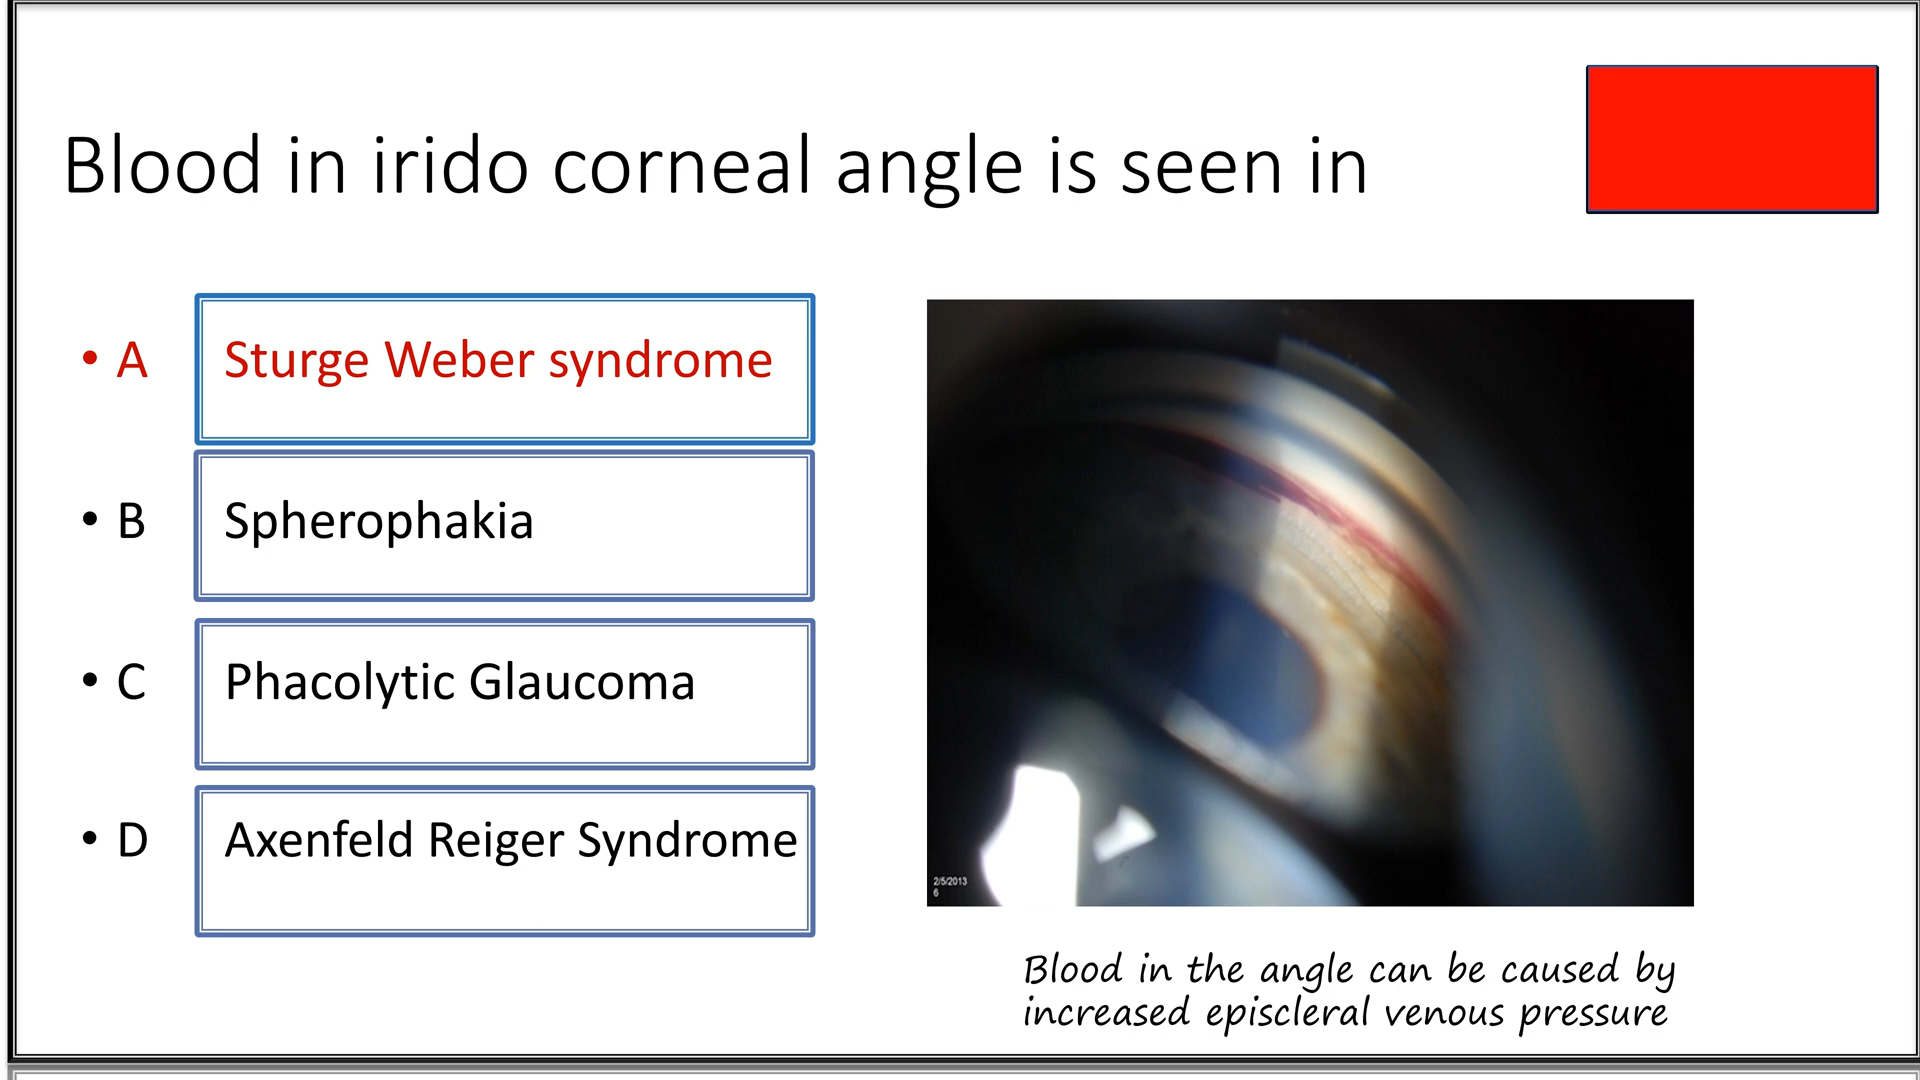 Blood in irido corneal angle is seen in
• A Sturge Weber syndrome
• B Spherophakia
• C Phacolytic Glaucoma
• D Axenfeld Reiger Syndrome
2/5/2013
6
Blood in the angle can be caused by
increased episcleral venous pressure